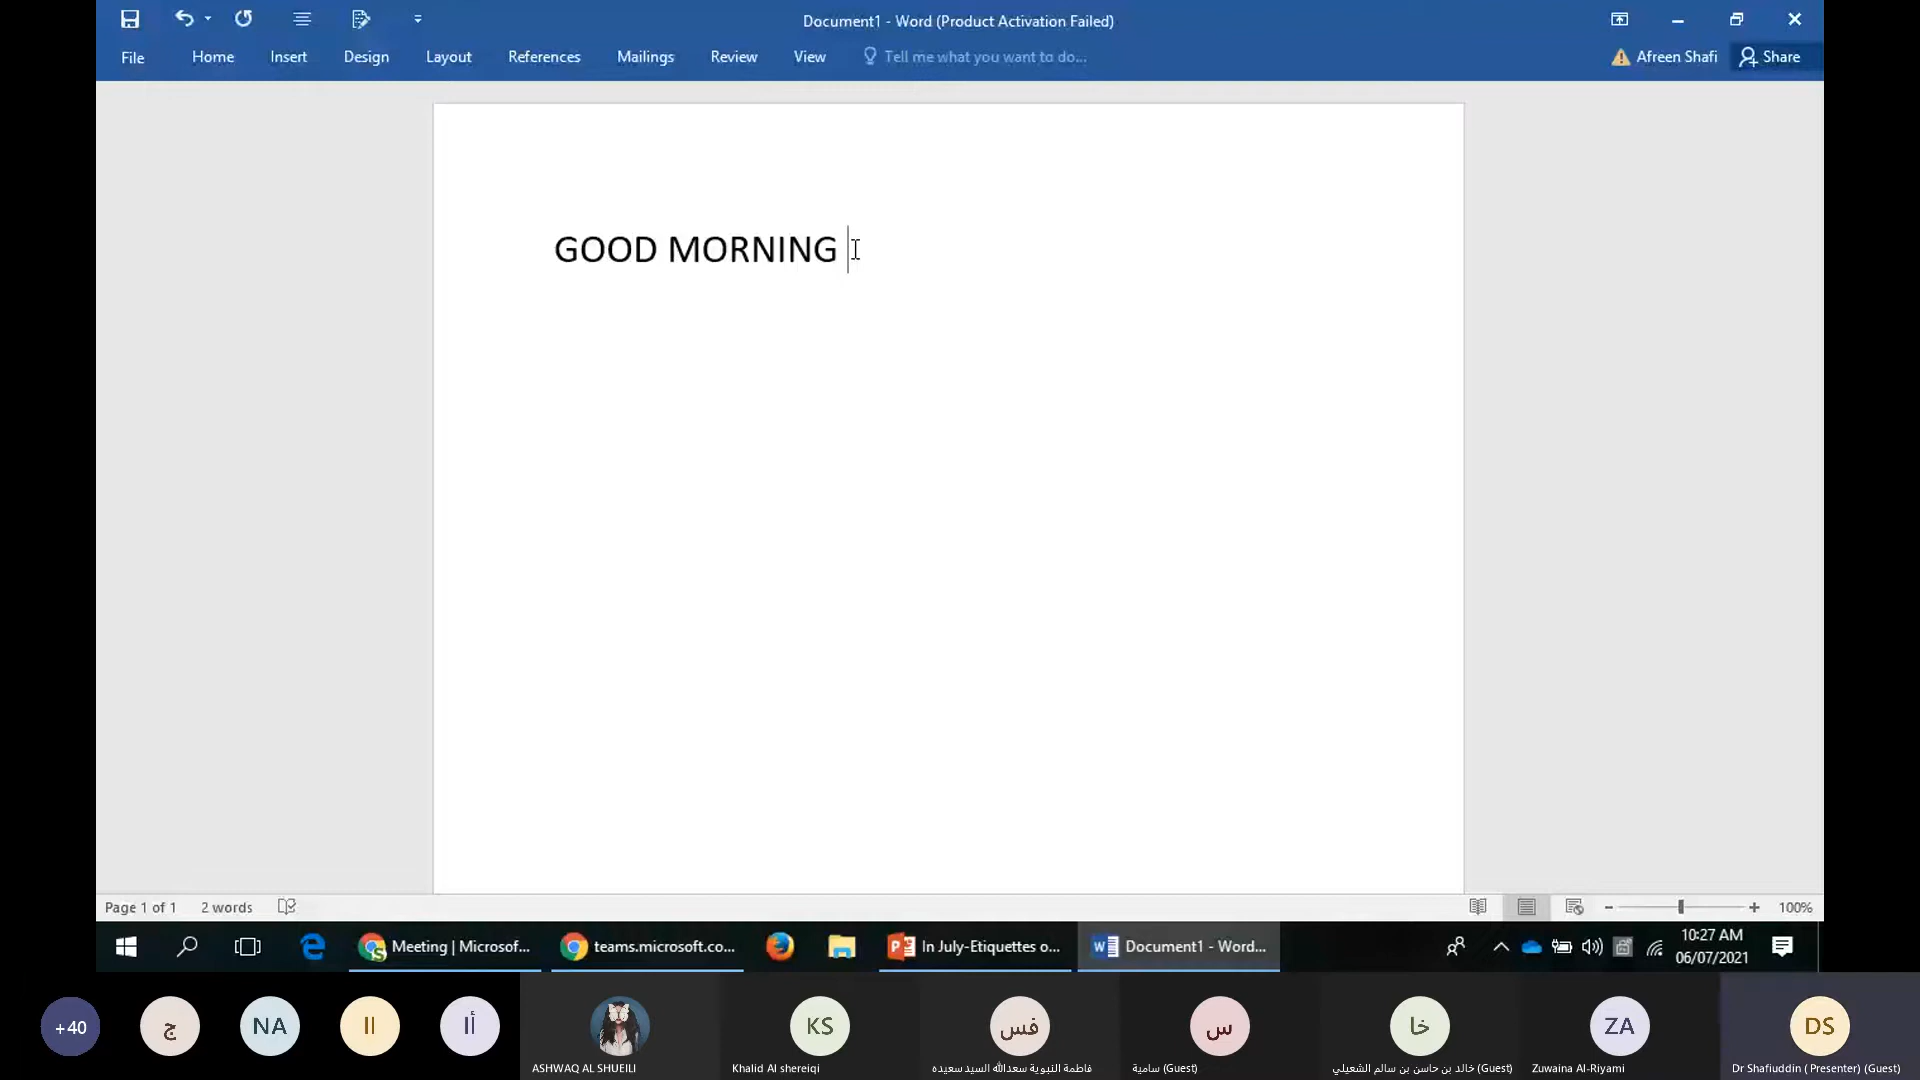 Document1 - Word (Product Activation Failed)
File Home Insert Design Layout References Mailings Review View Tell me what you want to do... Afreen Shafi Share
GOOD MORNING
Page 1 of 1 2 words 100%
Meeting | Microsof... teams.microsoft.co... In July-Etiquettes o... Document1 - Word... 10:27 AM
06/07/2021
+40 ج NA اا أا KS فس س خا ZA DS
ASHWAQ AL SHUEILI Khalid Al shereiqi فاطمة النبوية سعدالله السيد سعيده سامية (Guest) خالد بن حاسن بن سالم الشعيلي (Guest) Zuwaina Al-Riyami Dr Shafiuddin ( Presenter) (Guest)